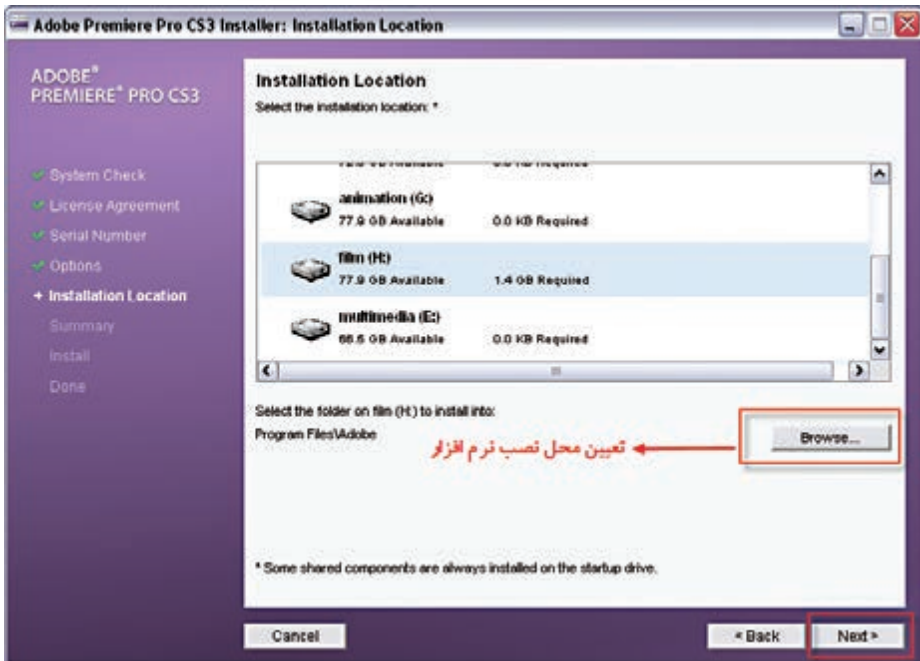 Adobe Premiere Pro CS3 Installer: Installation Location
ADOBE®
PREMIERE® PRO CS3
System Check
License Agreement
Serial Number
Options
Installation Location
Summary
Install
Done
Installation Location
Select the installation location: *
animation (G:)
77.9 GB Available 0.0 KB Required
film (H:)
77.9 GB Available 1.4 GB Required
multimedia (E:)
66.5 GB Available 0.0 KB Required
Select the folder on film (H:) to install into:
Program Files\Adobe
Browse...
تعیین محل نصب نرم افزار
* Some shared components are always installed on the startup drive.
Cancel
< Back
Next >